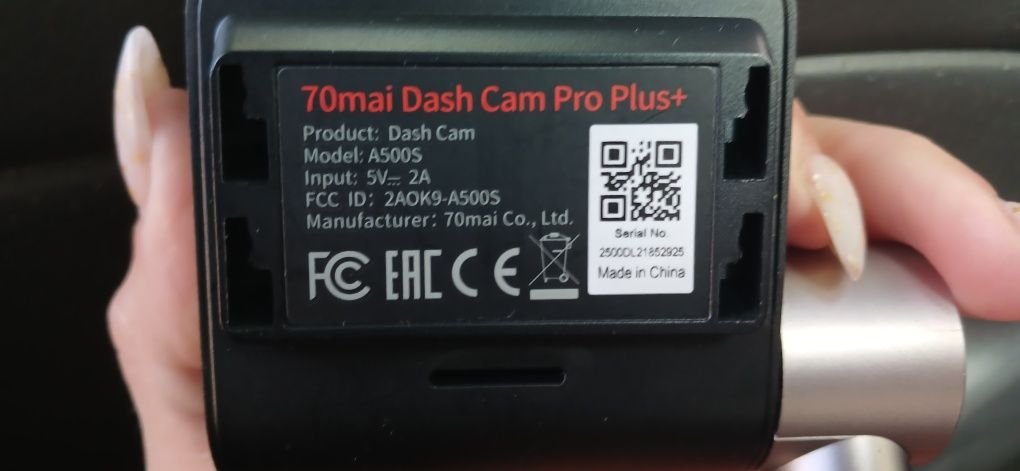 70mai Dash Cam Pro Plus+
Product: Dash Cam
Model: A500S
Input: 5V⎓ 2A
FCC ID: 2AOK9-A500S
Manufacturer: 70mai Co., Ltd.
FC EAC CE
Serial No.
2500DL21852925
Made in China